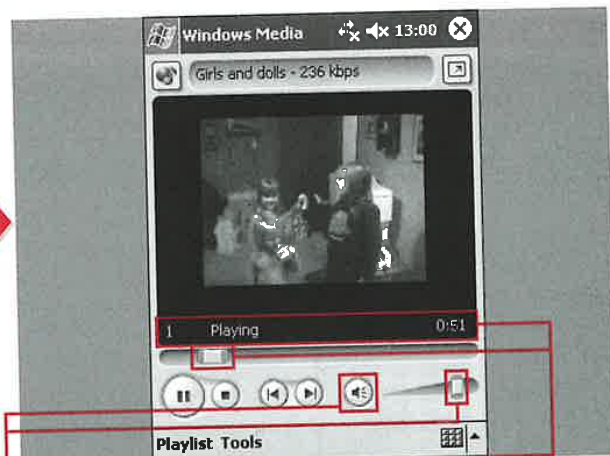 Windows Media 13:00
Girls and dolls - 236 kbps
1 Playing 0:51
Playlist Tools